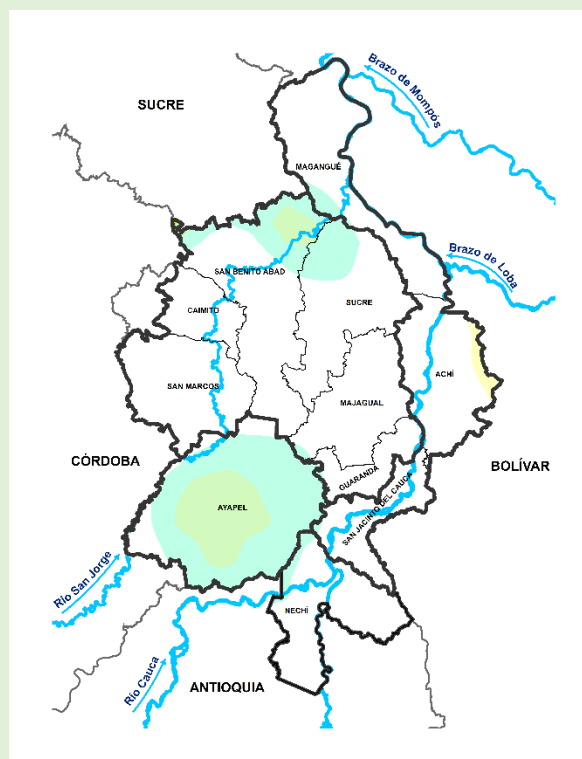 Brazo de Mompós
SUCRE
MAGANGUÉ
Brazo de Loba
SAN BENITO ABAD
SUCRE
CAIMITO
ACHÍ
SAN MARCOS
MAJAGUAL
CÓRDOBA
BOLÍVAR
GUARANDA
SAN JACINTO DEL CAUCA
AYAPEL
Río San Jorge
NECHÍ
Río Cauca
ANTIOQUIA